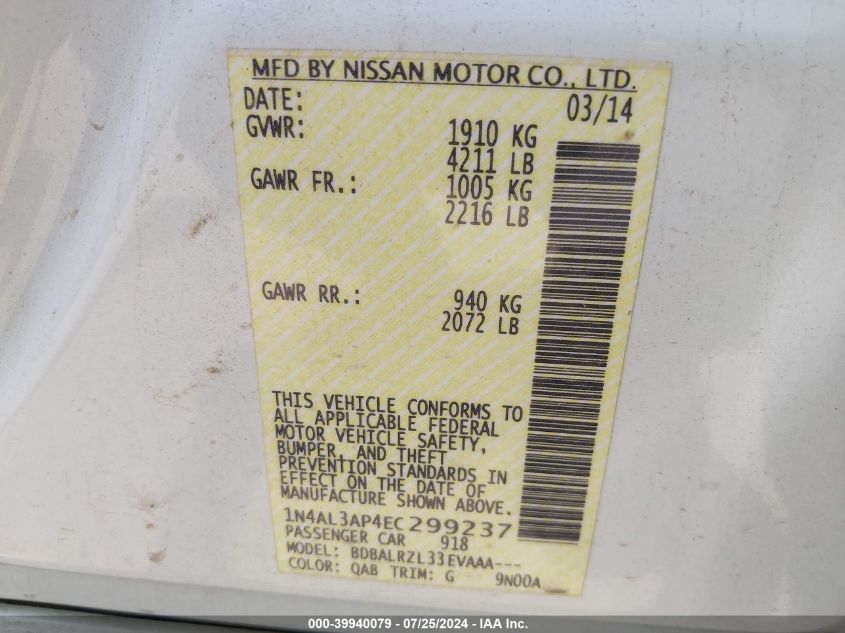 MFD BY NISSAN MOTOR CO., LTD.
DATE: 03/14
GVWR: 1910 KG
4211 LB
GAWR FR.: 1005 KG
2216 LB
GAWR RR.: 940 KG
2072 LB
THIS VEHICLE CONFORMS TO
ALL APPLICABLE FEDERAL
MOTOR VEHICLE SAFETY,
BUMPER, AND THEFT
PREVENTION STANDARDS IN
EFFECT ON THE DATE OF
MANUFACTURE SHOWN ABOVE.
1N4AL3AP4EC299237
PASSENGER CAR 918
MODEL: BDBALRZL33EVAAA---
COLOR: QAB TRIM: G 9N00A
000-39940079 - 07/25/2024 - IAA Inc.